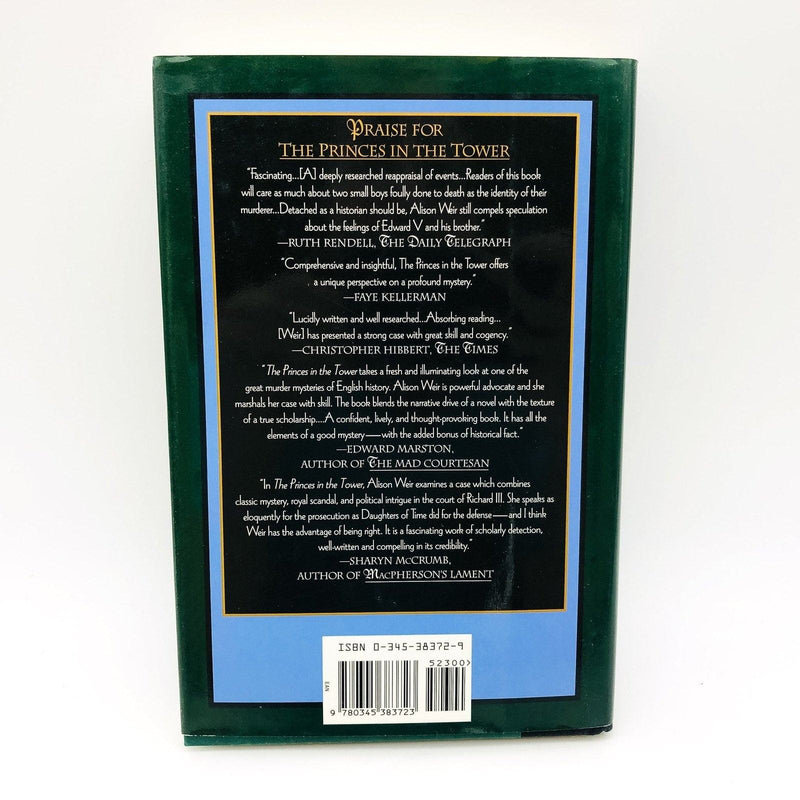 PRAISE FOR
THE PRINCES IN THE TOWER
"Fascinating...[A] deeply researched reappraisal of events...Readers of this book
will care as much about two small boys foully done to death as the identity of their
murderer...Detached as a historian should be, Alison Weir still compels speculation
about the feelings of Edward V and his brother."
—RUTH RENDELL, THE DAILY TELEGRAPH
"Comprehensive and insightful, The Princes in the Tower offers
a unique perspective on a profound mystery."
—FAYE KELLERMAN
"Lucidly written and well researched...Absorbing reading...
[Weir] has presented a strong case with great skill and cogency."
—CHRISTOPHER HIBBERT, THE TIMES
"The Princes in the Tower takes a fresh and illuminating look at one of the
great murder mysteries of English history. Alison Weir is powerful advocate and she
marshals her case with skill. The book blends the narrative drive of a novel with the texture
of a true scholarship....A confident, lively, and thought-provoking book. It has all the
elements of a good mystery—with the added bonus of historical fact."
—EDWARD MARSTON,
AUTHOR OF THE MAD COURTESAN
"In The Princes in the Tower, Alison Weir examines a case which combines
classic mystery, royal scandal, and political intrigue in the court of Richard III. She speaks as
eloquently for the prosecution as Daughters of Time did for the defense—and I think
Weir has the advantage of being right. It is a fascinating work of scholarly detection,
well-written and compelling in its credibility."
—SHARYN McCRUMB,
AUTHOR OF MACPHERSON'S LAMENT
ISBN 0-345-38372-9
52300>
EAN
9 780345 383723